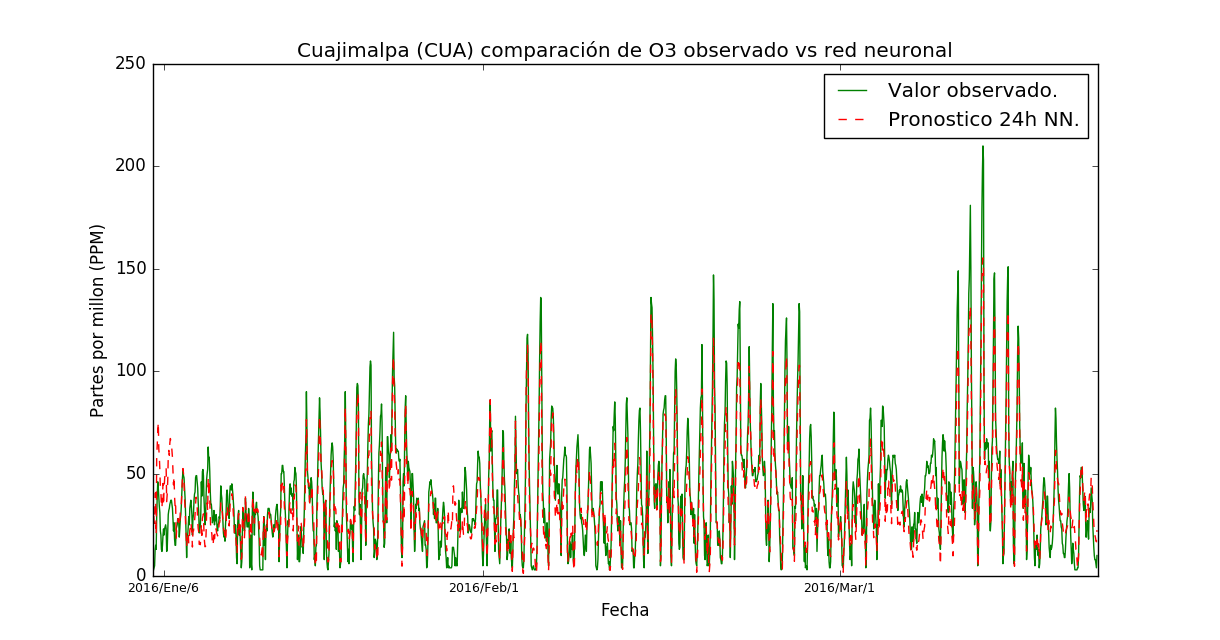 Cuajimalpa (CUA) comparación de O3 observado vs red neuronal
250
200
150
100
50
0
Partes por millon (PPM)
Valor observado.
Pronostico 24h NN.
2016/Ene/6
2016/Feb/1
2016/Mar/1
Fecha